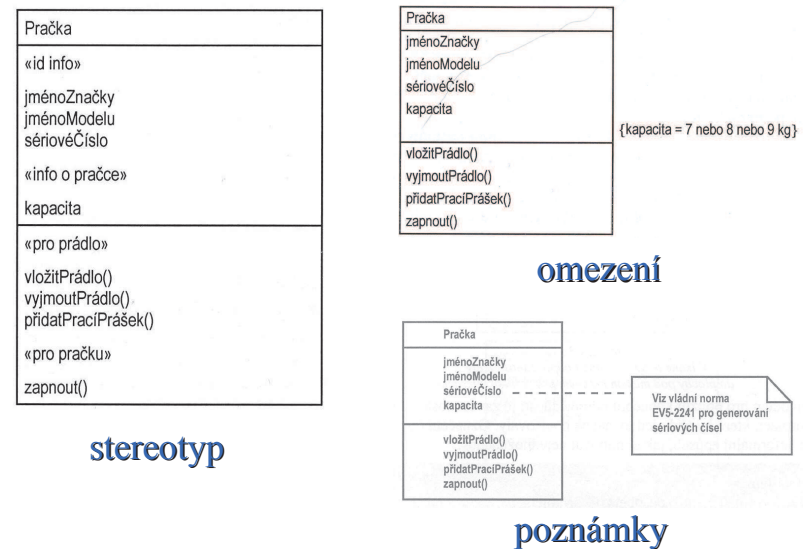 Pračka
«id info»
jménoZnačky
jménoModelu
sériovéČíslo
«info o pračce»
kapacita
«pro prádlo»
vložitPrádlo()
vyjmoutPrádlo()
přidatPracíPrášek()
«pro pračku»
zapnout()
stereotyp
Pračka
jménoZnačky
jménoModelu
sériovéČíslo
kapacita
{kapacita = 7 nebo 8 nebo 9 kg}
vložitPrádlo()
vyjmoutPrádlo()
přidatPracíPrášek()
zapnout()
omezení
Pračka
jménoZnačky
jménoModelu
sériovéČíslo
kapacita
vložitPrádlo()
vyjmoutPrádlo()
přidatPracíPrášek()
zapnout()
Viz vládní norma
EV5-2241 pro generování
sériových čísel
poznámky